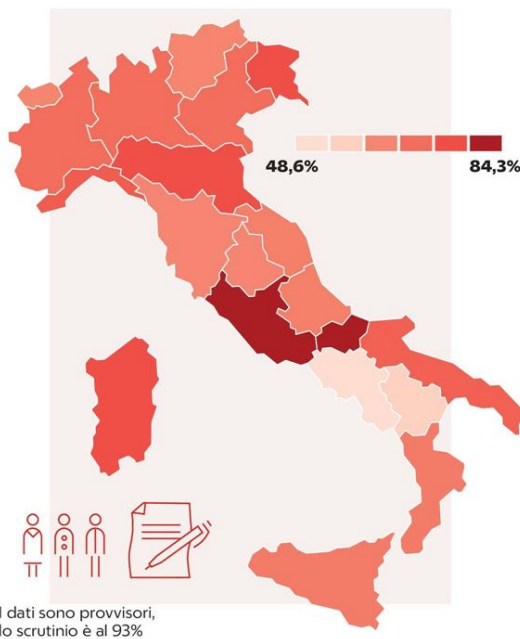 48,6%
84,3%
I dati sono provvisori,
lo scrutinio è al 93%